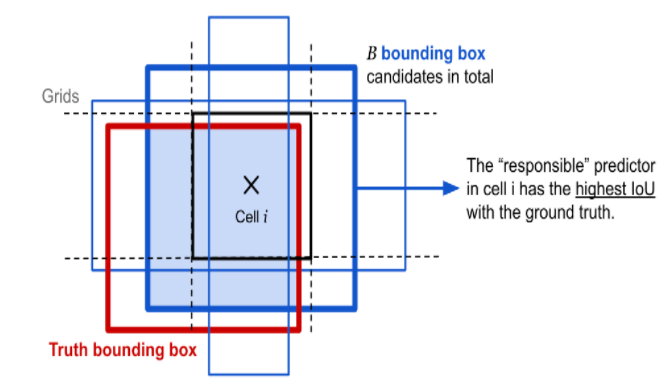 B bounding box
candidates in total
Grids
The “responsible” predictor
in cell i has the highest IoU
with the ground truth.
Cell i
Truth bounding box